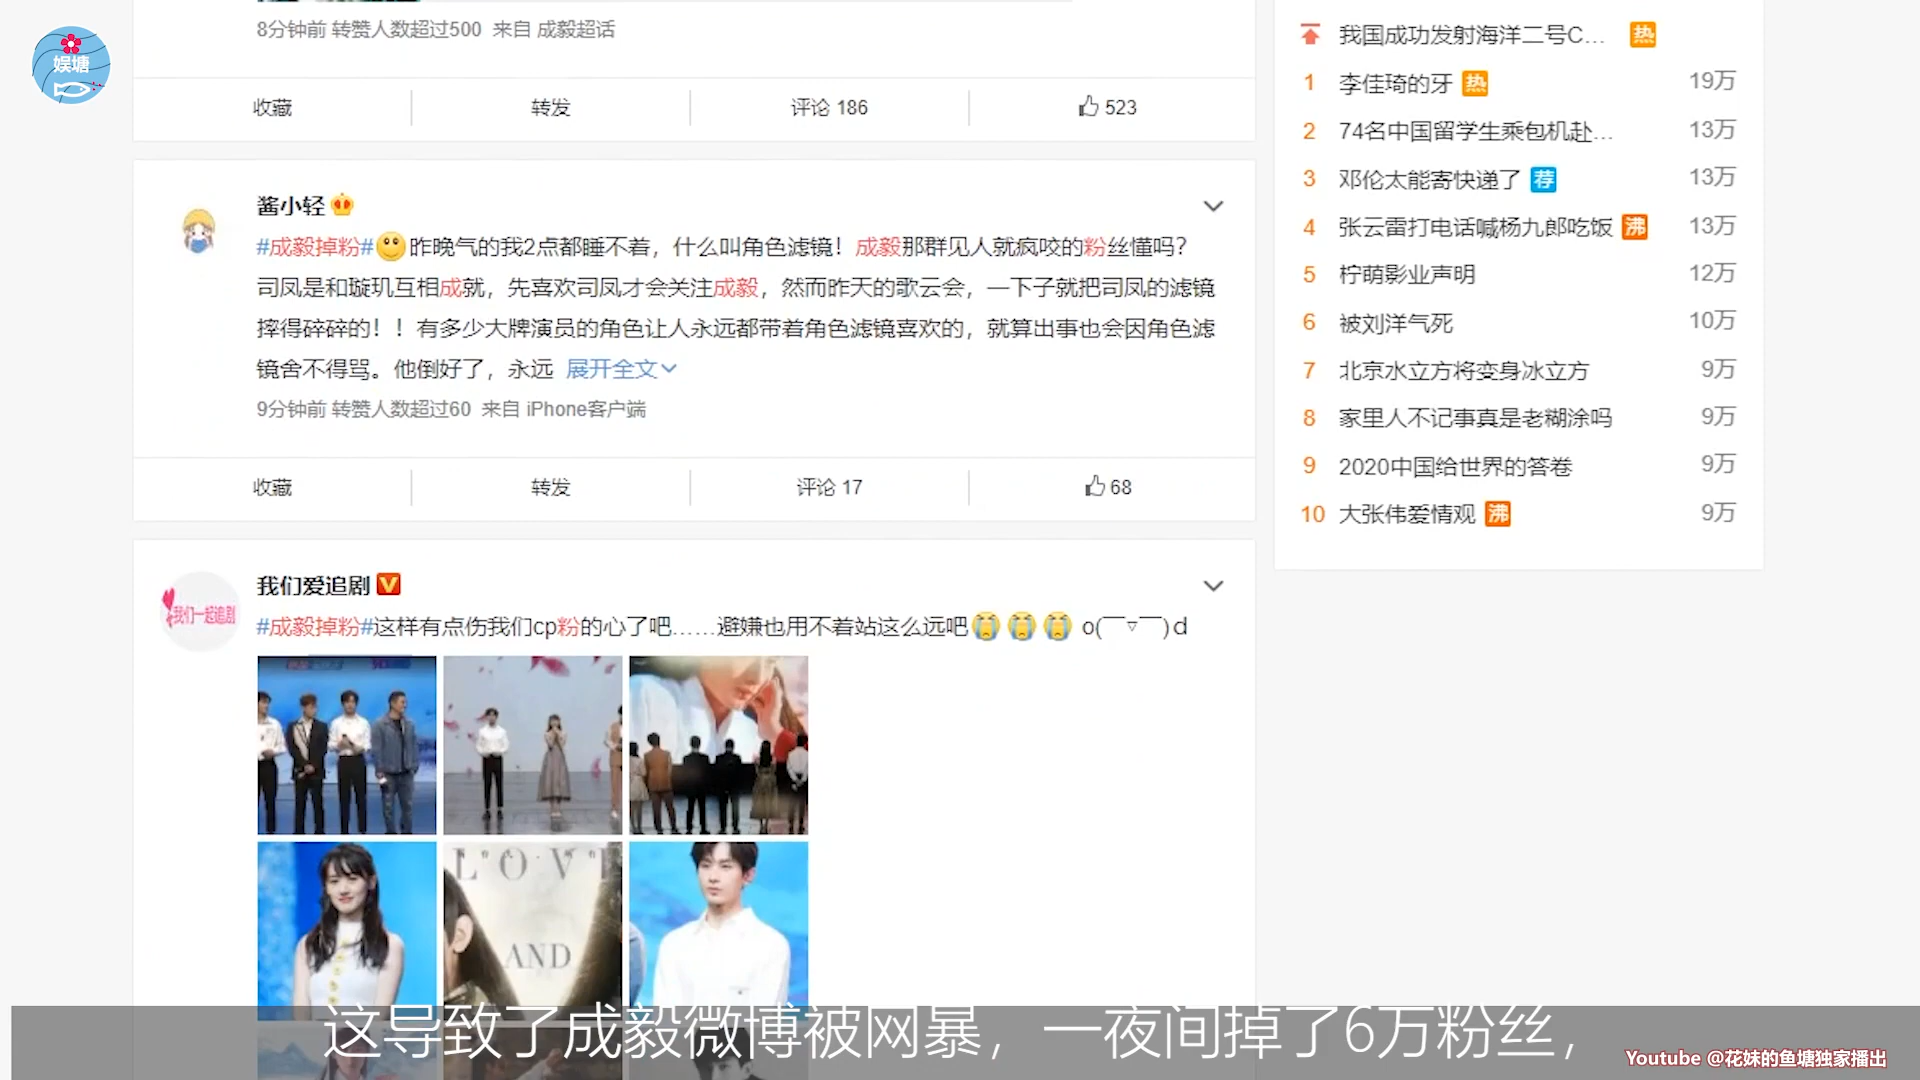 娱塘
8分钟前 转赞人数超过500 来自 成毅超话
收藏
转发
评论 186
523
酱小轻
#成毅掉粉#昨晚气的我2点都睡不着，什么叫角色滤镜！成毅那群见人就疯咬的粉丝懂吗？
司凤是和璇玑互相成就，先喜欢司凤才会关注成毅，然而昨天的歌云会，一下子就把司凤的滤镜
摔得碎碎的！！有多少大牌演员的角色让人永远都带着角色滤镜喜欢的，就算出事也会因角色滤
镜舍不得骂。他倒好了，永远 展开全文
9分钟前 转赞人数超过60 来自 iPhone客户端
收藏
转发
评论 17
68
我们爱追剧 V
#成毅掉粉#这样有点伤我们cp粉的心了吧……避嫌也用不着站这么远吧 o(￣▿￣)d
我们一起追剧
LOVE
AND
我国成功发射海洋二号C… 热
1 李佳琦的牙 热 19万
2 74名中国留学生乘包机赴… 13万
3 邓伦太能寄快递了 荐 13万
4 张云雷打电话喊杨九郎吃饭 沸 13万
5 柠萌影业声明 12万
6 被刘洋气死 10万
7 北京水立方将变身冰立方 9万
8 家里人不记事真是老糊涂吗 9万
9 2020中国给世界的答卷 9万
10 大张伟爱情观 沸 9万
这导致了成毅微博被网暴，一夜间掉了6万粉丝，
Youtube @花妹的鱼塘独家播出